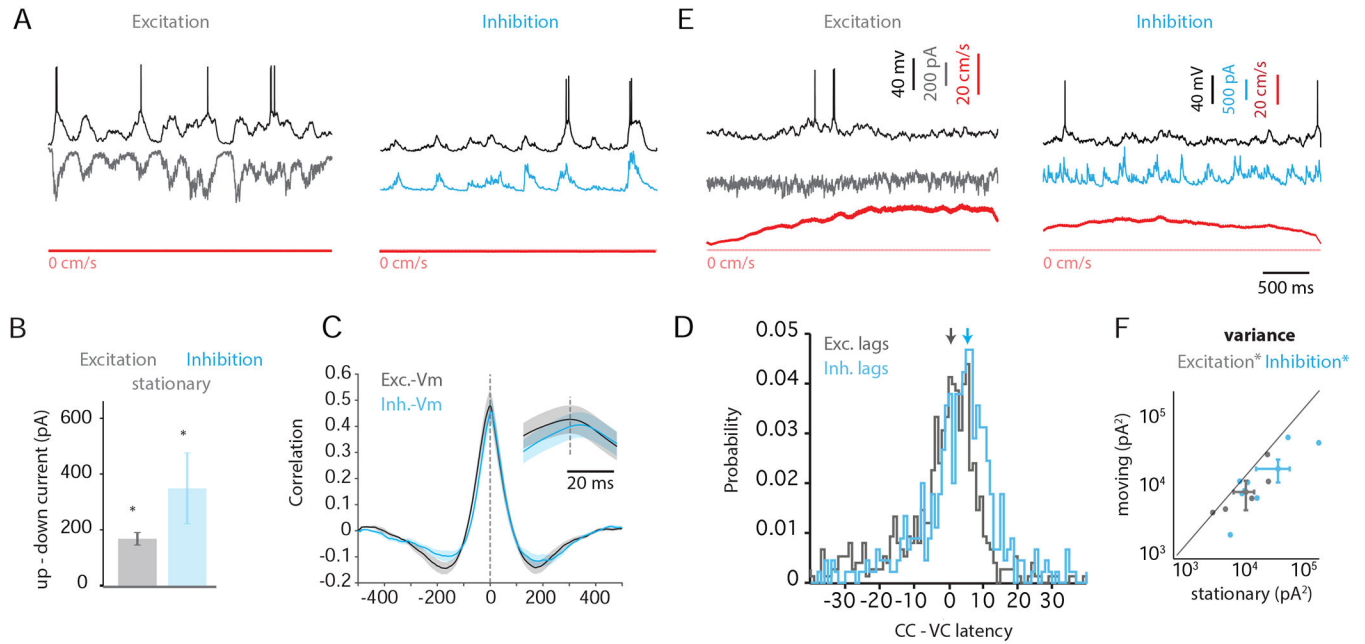 A
Excitation
Inhibition
0 cm/s
0 cm/s
E
Excitation
Inhibition
40 mv
200 pA
20 cm/s
40 mV
500 pA
20 cm/s
0 cm/s
0 cm/s
500 ms
B
Excitation Inhibition
stationary
up - down current (pA)
600
400
200
0
*
*
C
Exc.-Vm
Inh.-Vm
Correlation
0.6
0.5
0.4
0.3
0.2
0.1
0
-0.1
-0.2
-400 -200 0 200 400
20 ms
D
Exc. lags
Inh. lags
Probability
0.05
0.04
0.03
0.02
0.01
0
-30 -20 -10 0 10 20 30
CC - VC latency
F
variance
Excitation* Inhibition*
moving (pA²)
10⁵
10⁴
10³
10³ 10⁴ 10⁵
stationary (pA²)